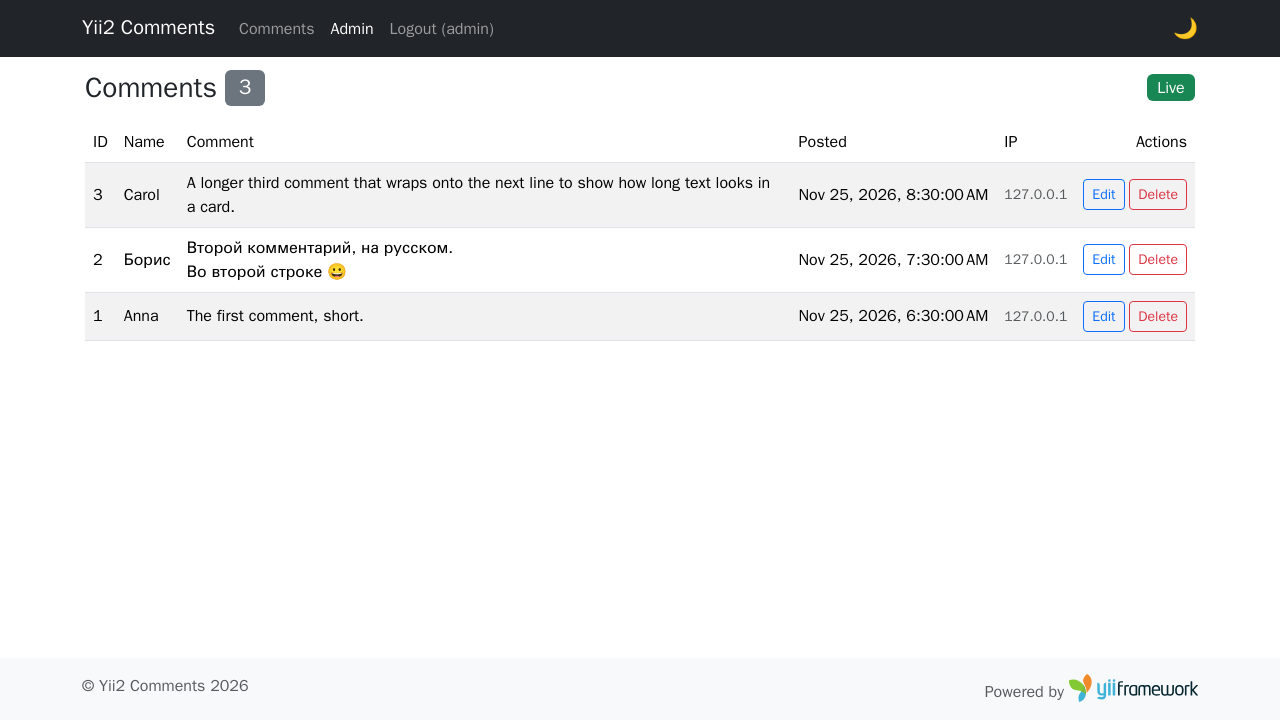 Yii2 Comments Comments Admin Logout (admin) 🌙
Comments 3 Live
ID Name Comment Posted IP Actions
3 Carol A longer third comment that wraps onto the next line to show how long text looks in
a card. Nov 25, 2026, 8:30:00 AM 127.0.0.1 Edit Delete
2 Борис Второй комментарий, на русском.
Во второй строке 😀 Nov 25, 2026, 7:30:00 AM 127.0.0.1 Edit Delete
1 Anna The first comment, short. Nov 25, 2026, 6:30:00 AM 127.0.0.1 Edit Delete
© Yii2 Comments 2026 Powered by yiiframework